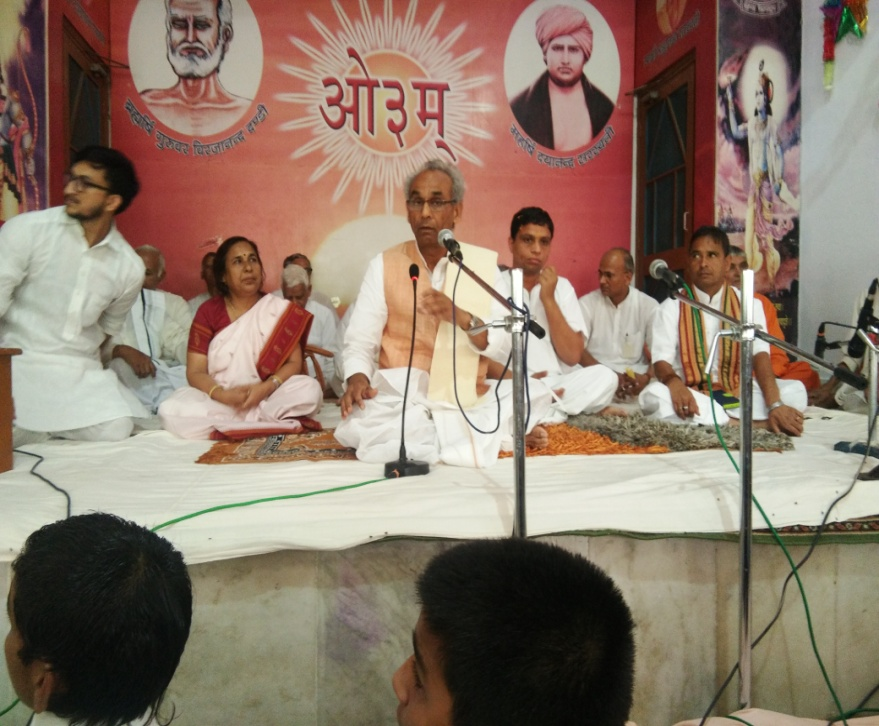 ओ३म्
महर्षि गुरुवर विरजानन्द दण्डी
महर्षि दयानन्द सरस्वती